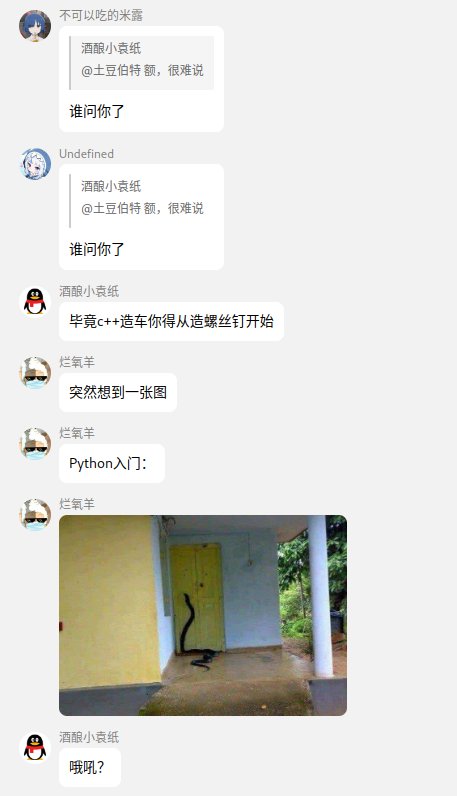 不可以吃的米露
酒酿小袁纸
@土豆伯特 额，很难说
谁问你了
Undefined
酒酿小袁纸
@土豆伯特 额，很难说
谁问你了
酒酿小袁纸
毕竟c++造车你得从造螺丝钉开始
烂氧羊
突然想到一张图
烂氧羊
Python入门：
烂氧羊
酒酿小袁纸
哦吼？